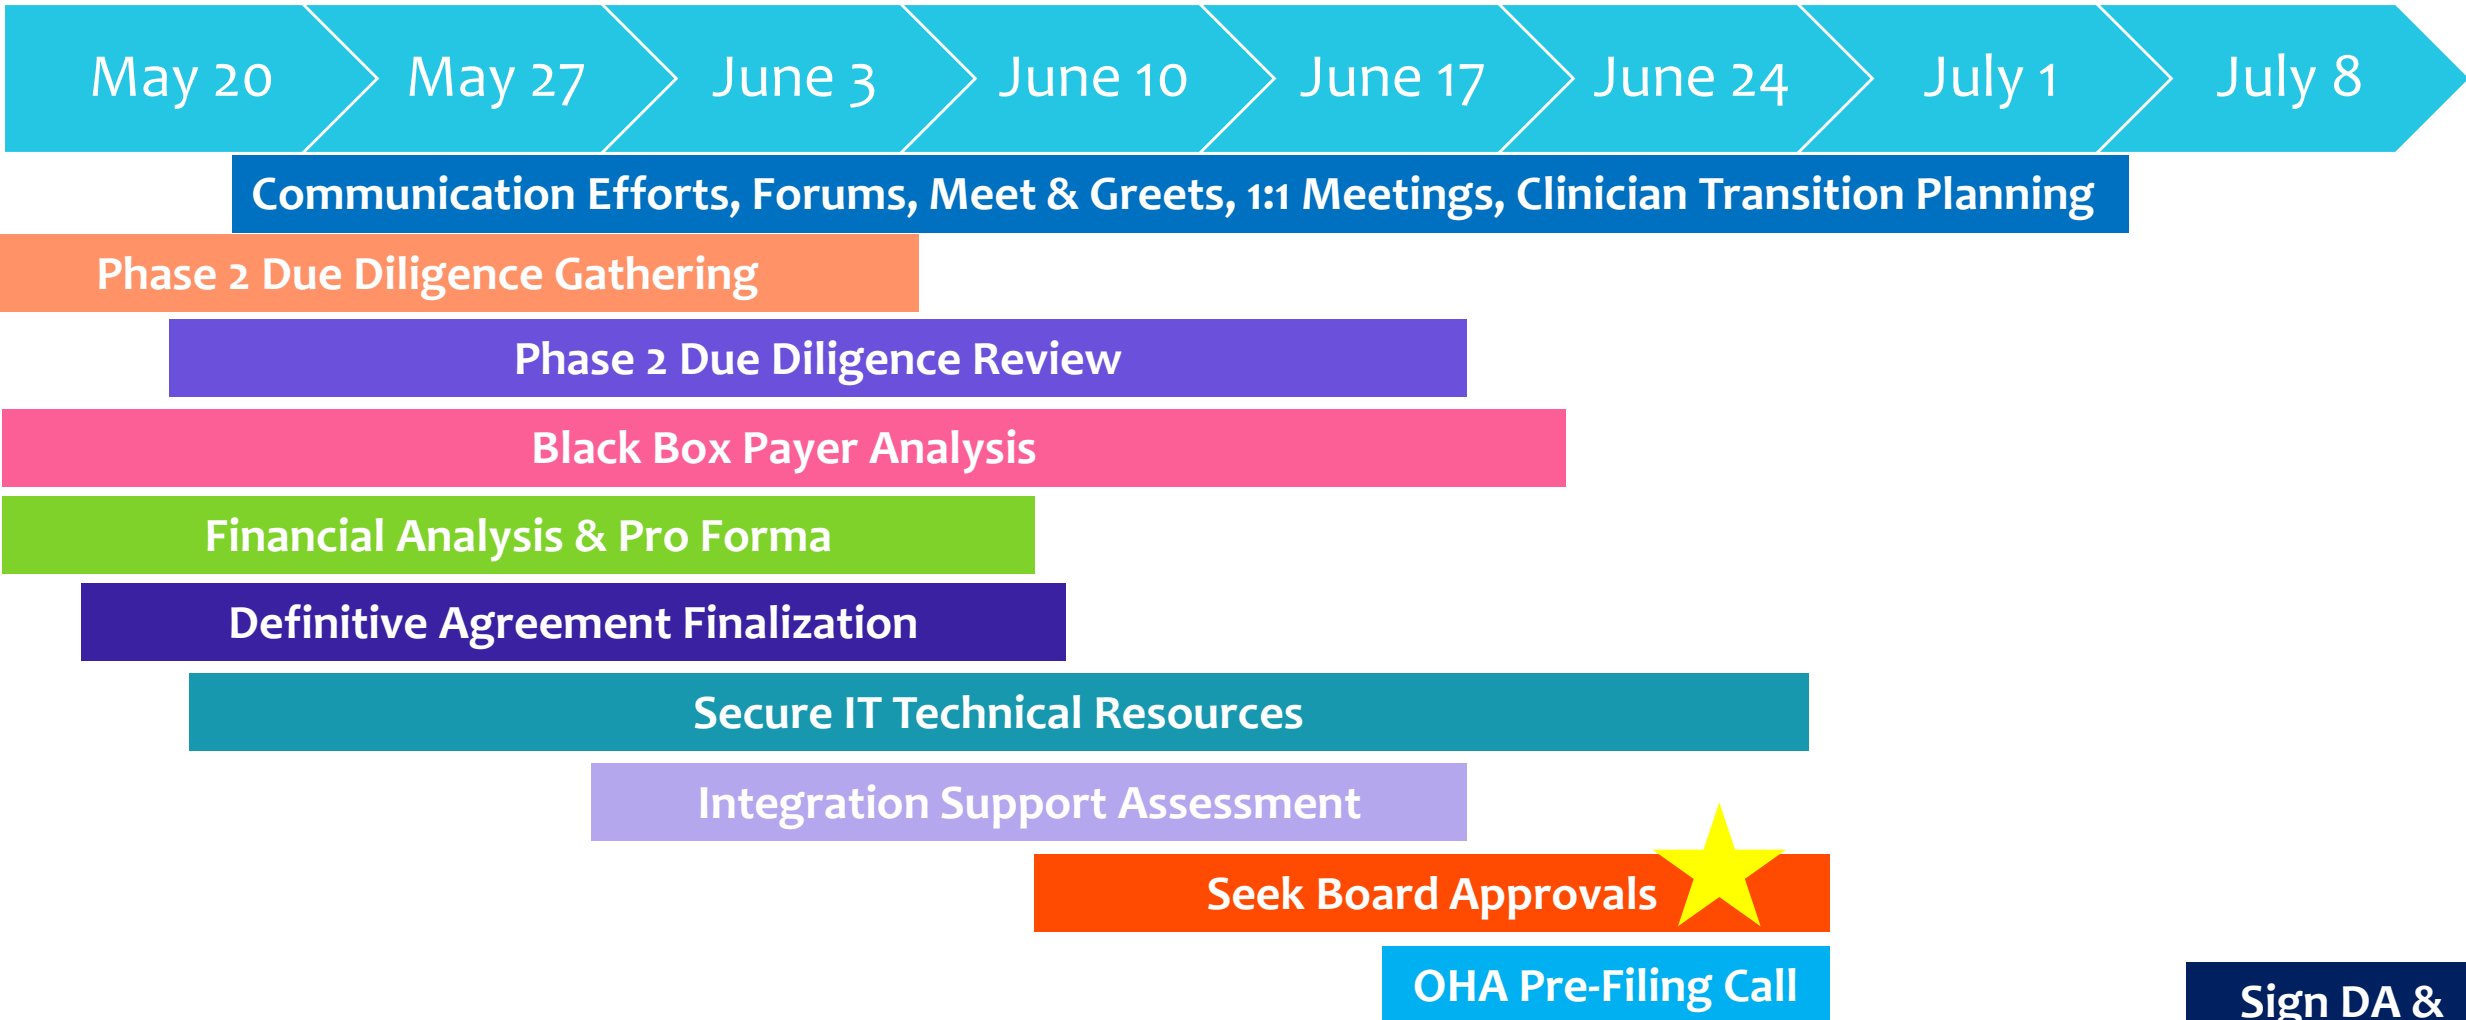 May 20 May 27 June 3 June 10 June 17 June 24 July 1 July 8
Communication Efforts, Forums, Meet & Greets, 1:1 Meetings, Clinician Transition Planning
Phase 2 Due Diligence Gathering
Phase 2 Due Diligence Review
Black Box Payer Analysis
Financial Analysis & Pro Forma
Definitive Agreement Finalization
Secure IT Technical Resources
Integration Support Assessment
Seek Board Approvals
OHA Pre-Filing Call
Sign DA &